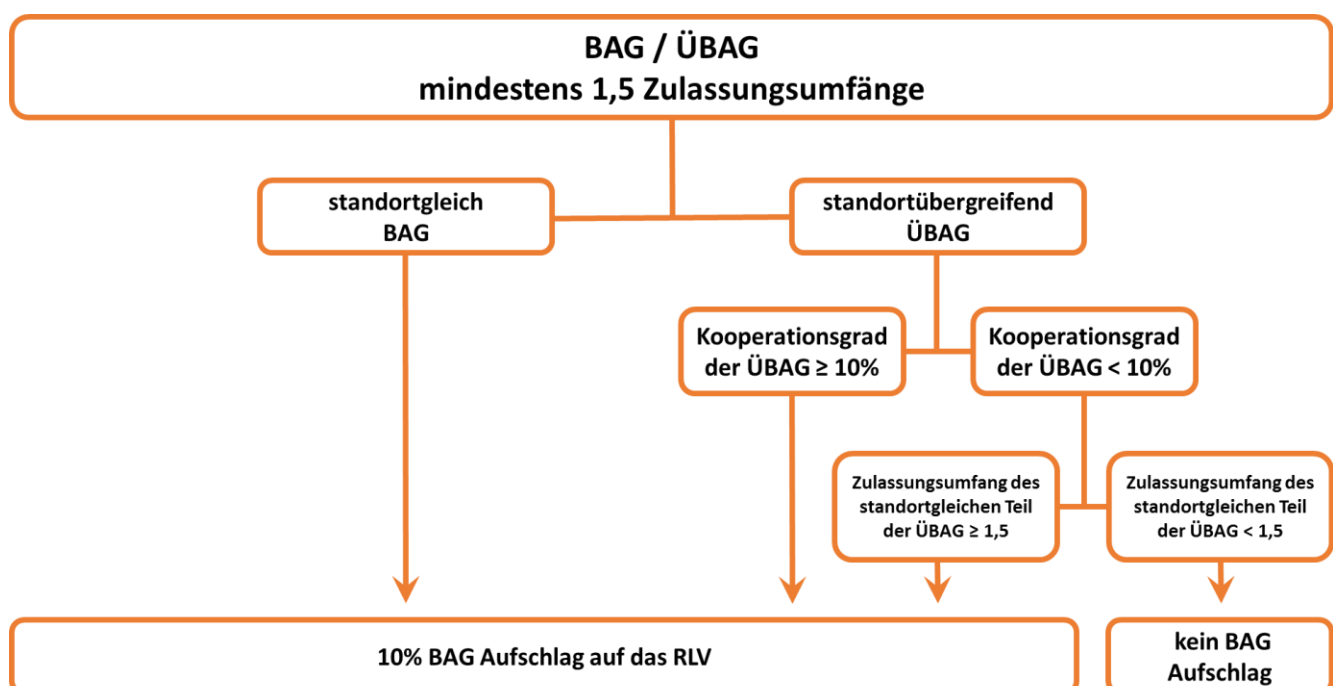 BAG / ÜBAG
mindestens 1,5 Zulassungsumfänge
standortgleich
BAG
standortübergreifend
ÜBAG
Kooperationsgrad
der ÜBAG ≥ 10%
Kooperationsgrad
der ÜBAG < 10%
Zulassungsumfang des
standortgleichen Teil
der ÜBAG ≥ 1,5
Zulassungsumfang des
standortgleichen Teil
der ÜBAG < 1,5
10% BAG Aufschlag auf das RLV
kein BAG
Aufschlag